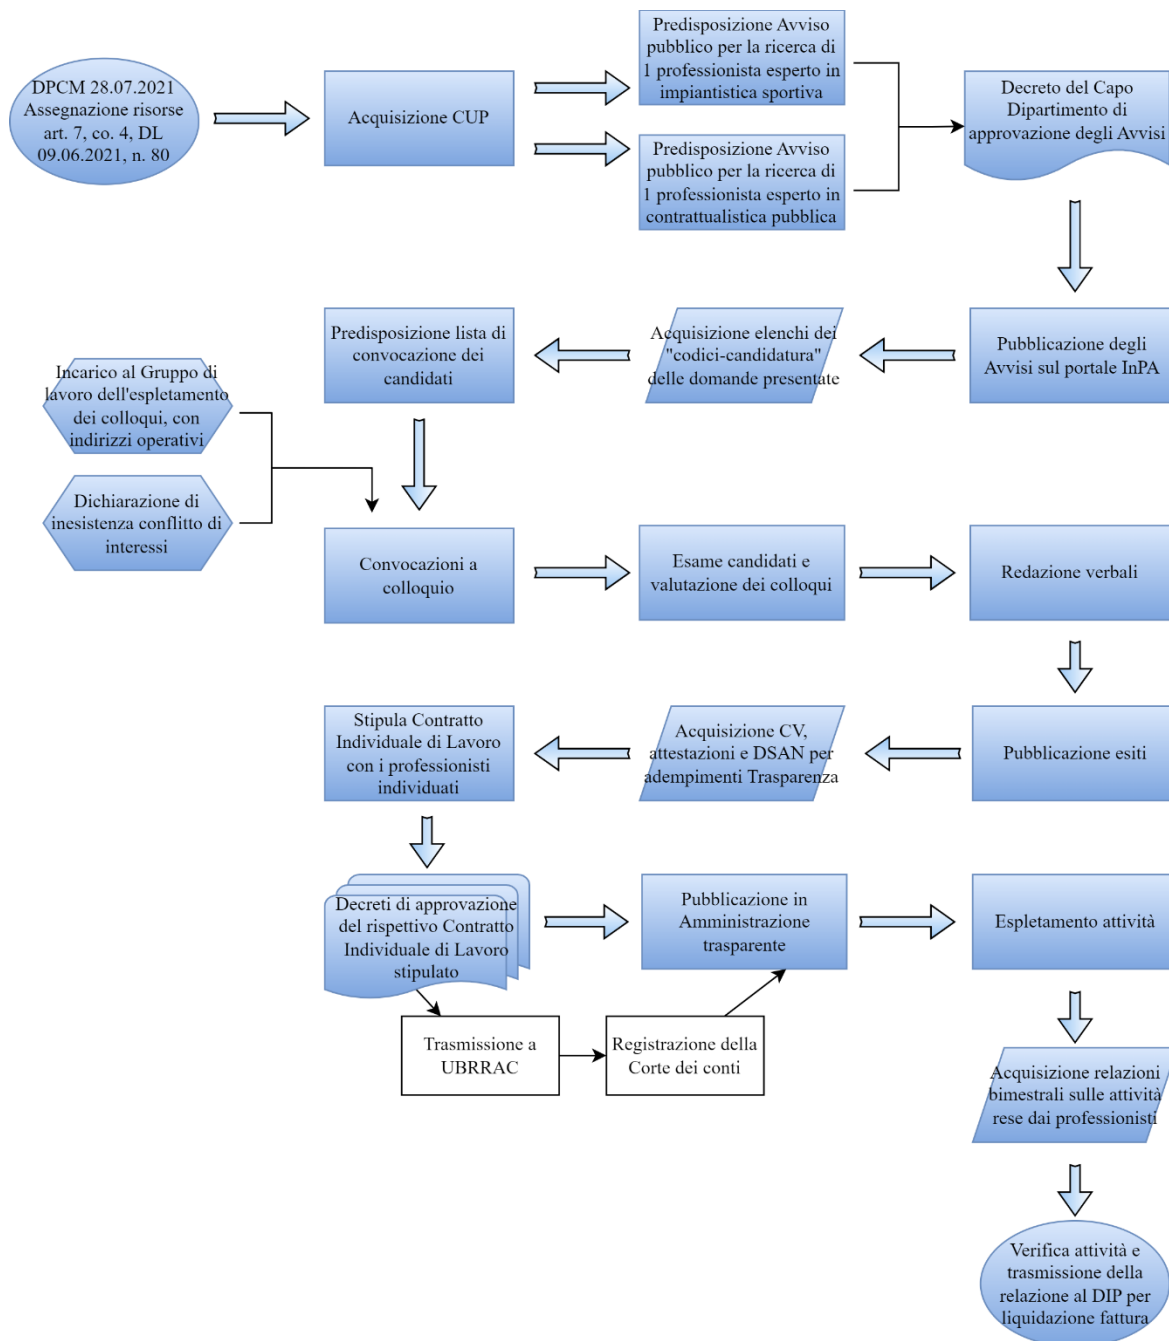 DPCM 28.07.2021
Assegnazione risorse
art. 7, co. 4, DL
09.06.2021, n. 80
Acquisizione CUP
Predisposizione Avviso
pubblico per la ricerca di
1 professionista esperto in
impiantistica sportiva
Predisposizione Avviso
pubblico per la ricerca di
1 professionista esperto in
contrattualistica pubblica
Decreto del Capo
Dipartimento di
approvazione degli Avvisi
Pubblicazione degli
Avvisi sul portale InPA
Acquisizione elenchi dei
"codici-candidatura"
delle domande presentate
Predisposizione lista di
convocazione dei
candidati
Incarico al Gruppo di
lavoro dell'espletamento
dei colloqui, con
indirizzi operativi
Dichiarazione di
inesistenza conflitto di
interessi
Convocazioni a
colloquio
Esame candidati e
valutazione dei colloqui
Redazione verbali
Pubblicazione esiti
Acquisizione CV,
attestazioni e DSAN per
adempimenti Trasparenza
Stipula Contratto
Individuale di Lavoro
con i professionisti
individuati
Decreti di approvazione
del rispettivo Contratto
Individuale di Lavoro
stipulato
Pubblicazione in
Amministrazione
trasparente
Espletamento attività
Trasmissione a
UBRRAC
Registrazione della
Corte dei conti
Acquisizione relazioni
bimestrali sulle attività
rese dai professionisti
Verifica attività e
trasmissione della
relazione al DIP per
liquidazione fattura